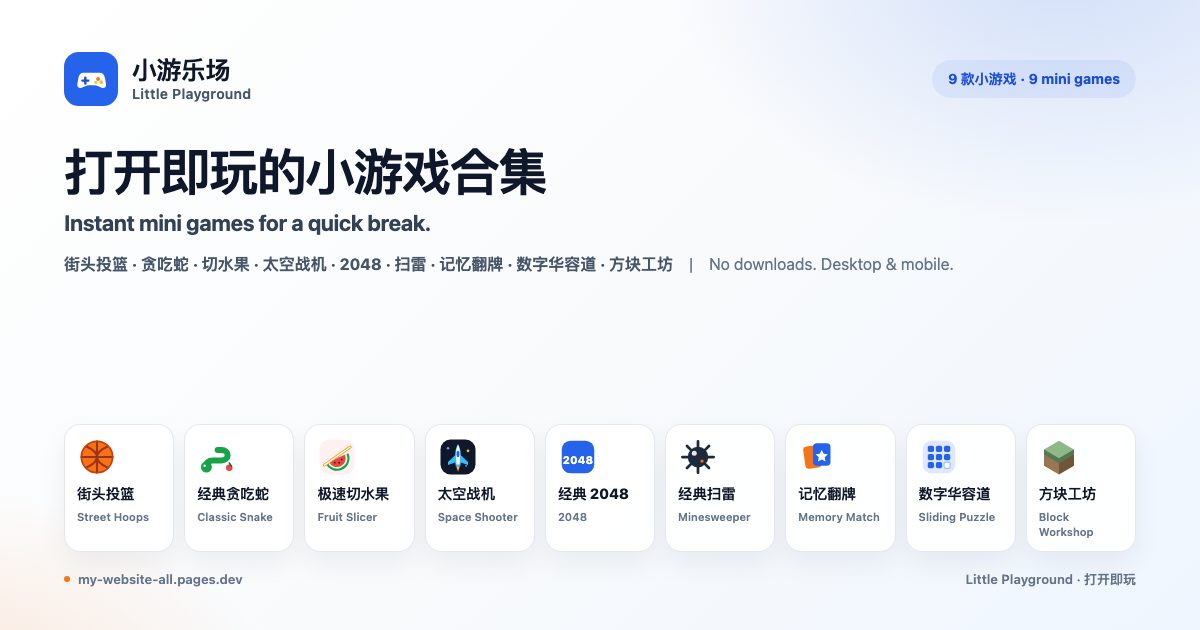 小游乐场
Little Playground
9 款小游戏 · 9 mini games
打开即玩的小游戏合集
Instant mini games for a quick break.
街头投篮 · 贪吃蛇 · 切水果 · 太空战机 · 2048 · 扫雷 · 记忆翻牌 · 数字华容道 · 方块工坊 | No downloads. Desktop & mobile.
街头投篮
Street Hoops
经典贪吃蛇
Classic Snake
极速切水果
Fruit Slicer
太空战机
Space Shooter
2048
经典 2048
2048
经典扫雷
Minesweeper
记忆翻牌
Memory Match
数字华容道
Sliding Puzzle
方块工坊
Block
Workshop
my-website-all.pages.dev
Little Playground · 打开即玩